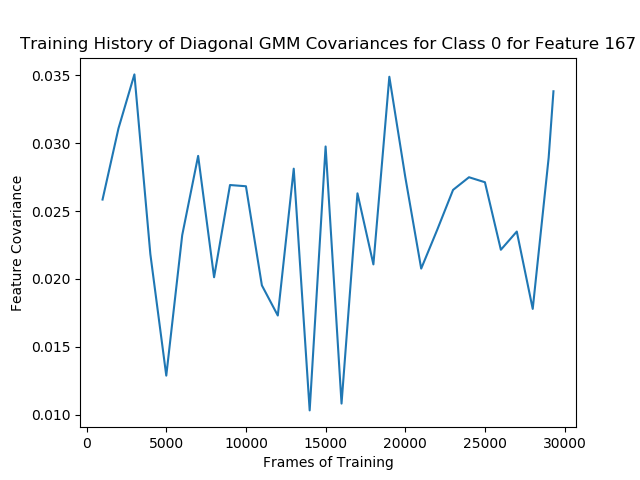 Training History of Diagonal GMM Covariances for Class 0 for Feature 167
0.035
0.030
0.025
0.020
0.015
0.010
Feature Covariance
0 5000 10000 15000 20000 25000 30000
Frames of Training